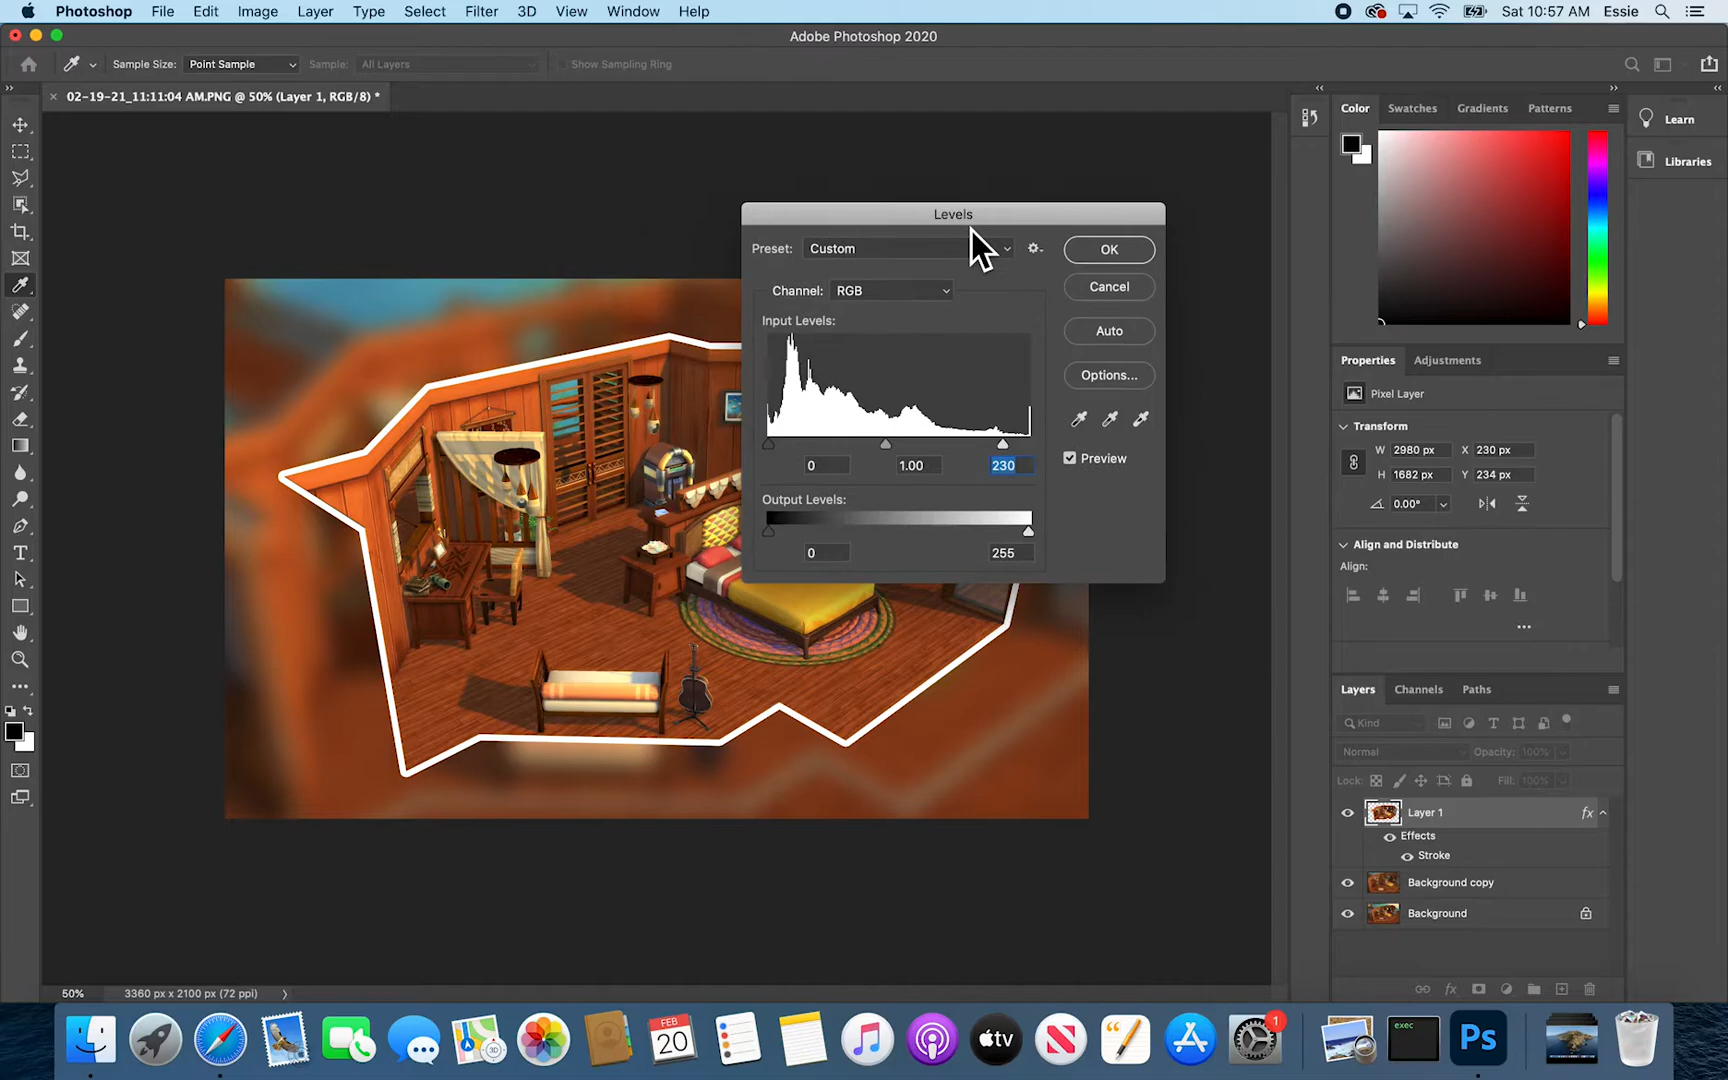 Photoshop File Edit Image Layer Type Select Filter 3D View Window Help Sat 10:57 AM Essie
Adobe Photoshop 2020
Sample Size: Point Sample Sample: All Layers Show Sampling Ring
02-19-21_11:11:04 AM.PNG @ 50% (Layer 1, RGB/8) *
Color Swatches Gradients Patterns
Learn
Libraries
Levels
Preset: Custom
OK
Channel: RGB
Cancel
Input Levels:
Auto
Options...
Preview
0 1.00 230
Output Levels:
0 255
Properties Adjustments
Pixel Layer
Transform
W 2980 px X 230 px
H 1682 px Y 234 px
0.00°
Align and Distribute
Align:
Layers Channels Paths
Kind
Normal Opacity: 100%
Lock: Fill: 100%
Layer 1 fx
Effects
Stroke
Background copy
Background
fx
50% 3360 px x 2100 px (72 ppi)
3D
FEB
20
tv
exec
Ps
1